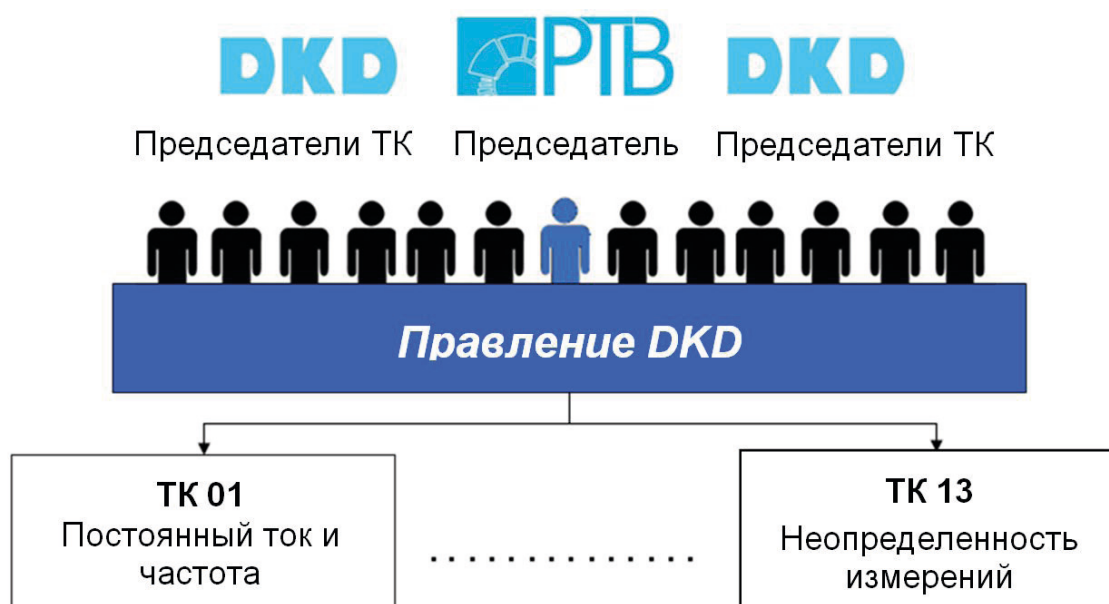 DKD PTB DKD
Председатели ТК Председатель Председатели ТК
Правление DKD
ТК 01
Постоянный ток и
частота
. . . . . . . . . . . . . .
ТК 13
Неопределенность
измерений